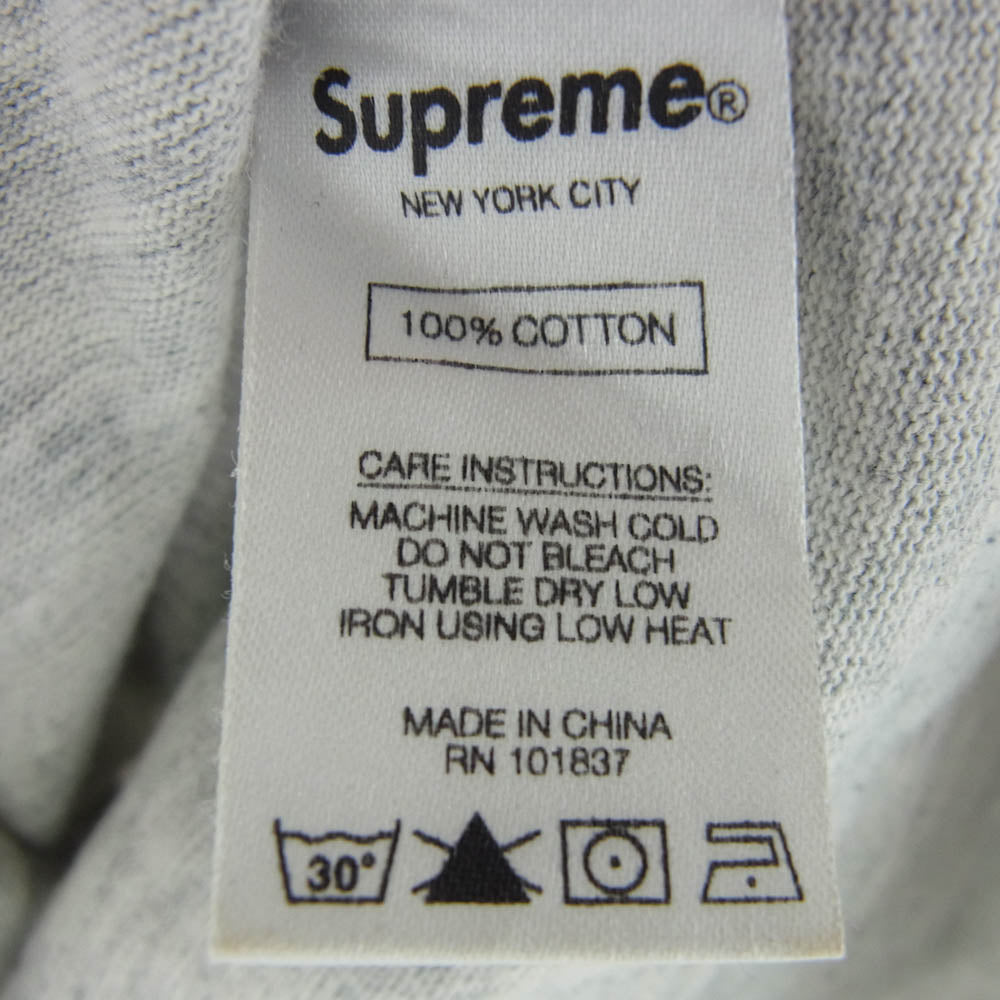 Supreme®
NEW YORK CITY
100% COTTON
CARE INSTRUCTIONS:
MACHINE WASH COLD
DO NOT BLEACH
TUMBLE DRY LOW
IRON USING LOW HEAT
MADE IN CHINA
RN 101837
30°